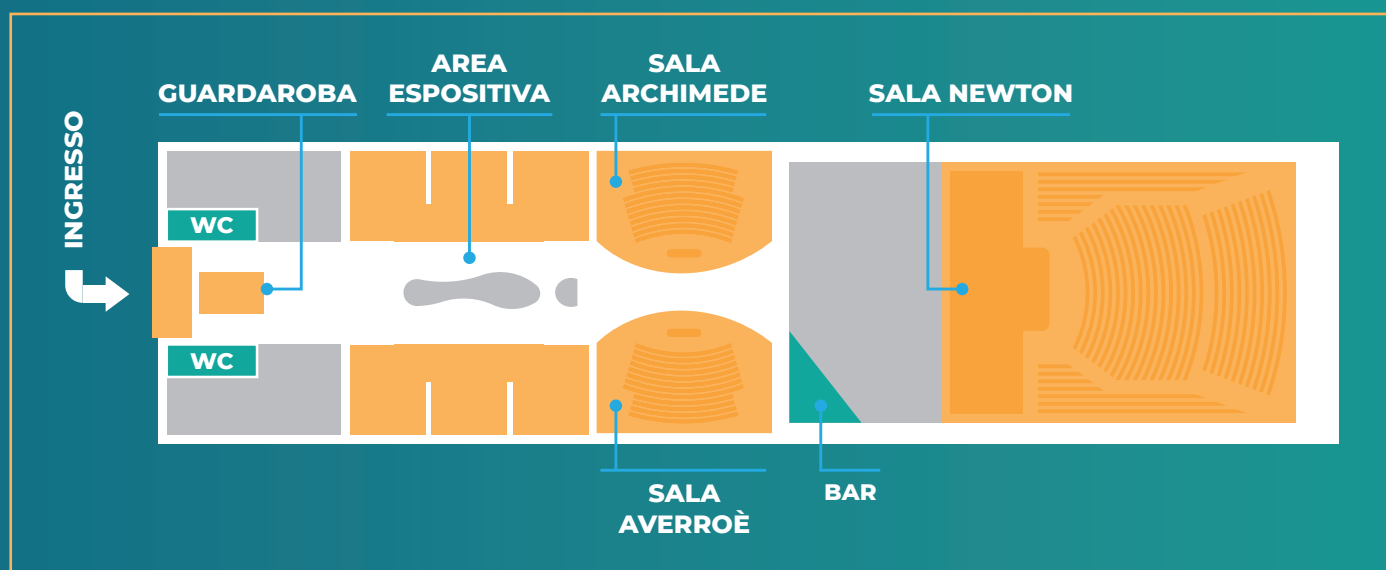 INGRESSO
GUARDAROBA
AREA
ESPOSITIVA
SALA
ARCHIMEDE
SALA NEWTON
WC
WC
SALA
AVERROÈ
BAR